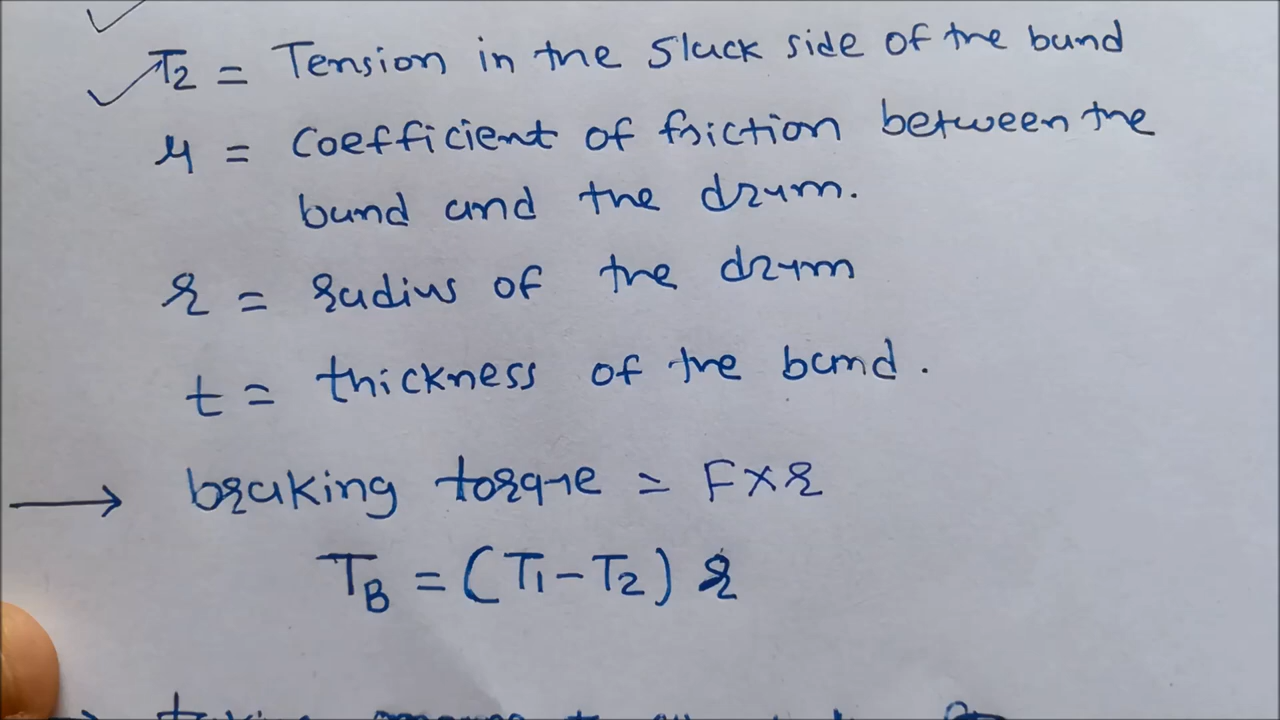 T2 = Tension in the slack side of the band
μ = Coefficient of friction between the
band and the drum.
r = radius of the drum
t = thickness of the band.
→ braking torque = F×r
TB = (T1-T2) r